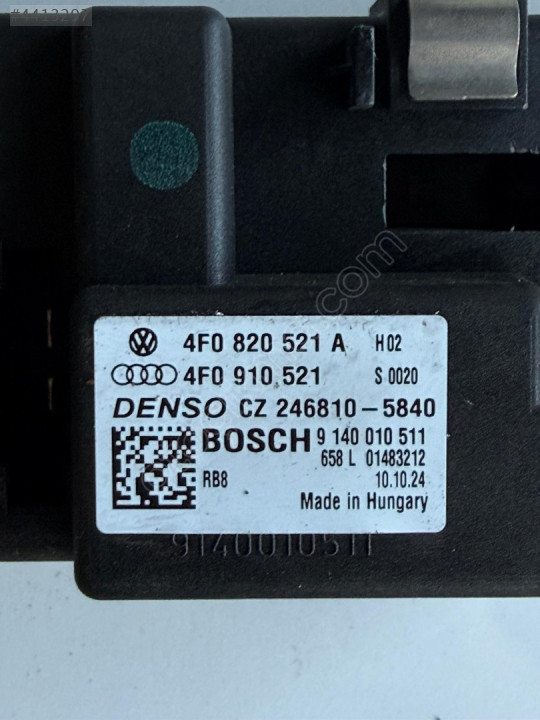 4F0 820 521 A H02
4F0 910 521 S 0020
DENSO CZ 246810-5840
BOSCH 9 140 010 511
658 L 01483212
RB8 10.10.24
Made in Hungary
9140010511